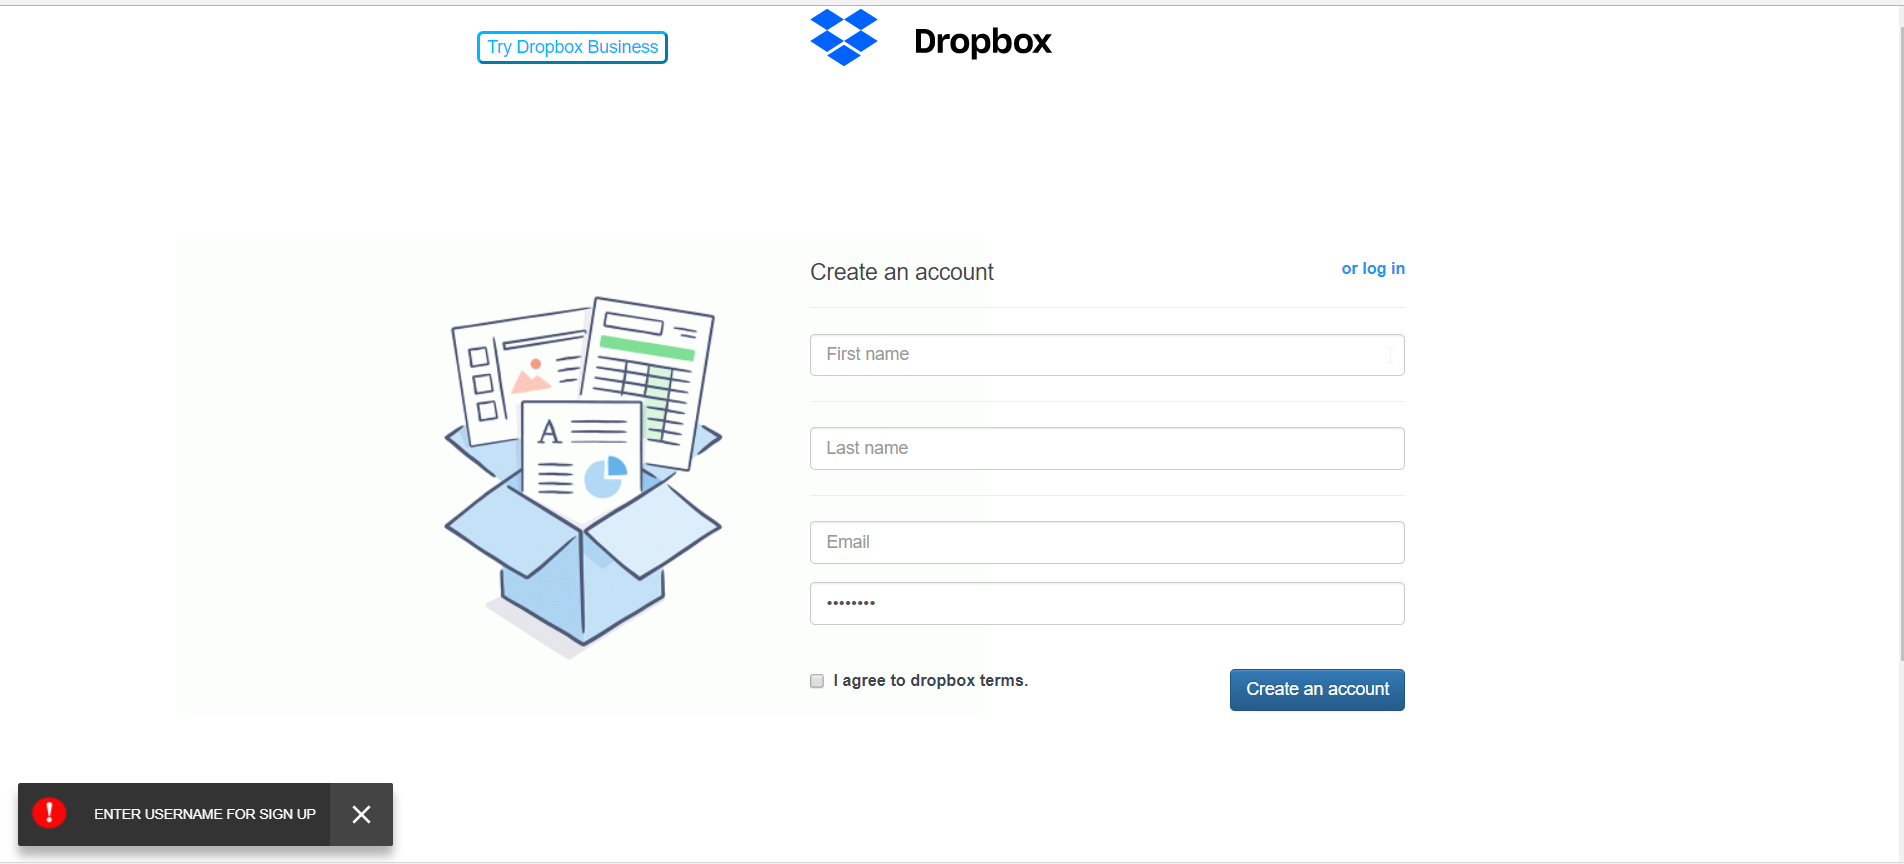 Try Dropbox Business
Dropbox
Create an account
or log in
First name
Last name
A
Email
••••••••
I agree to dropbox terms.
Create an account
ENTER USERNAME FOR SIGN UP